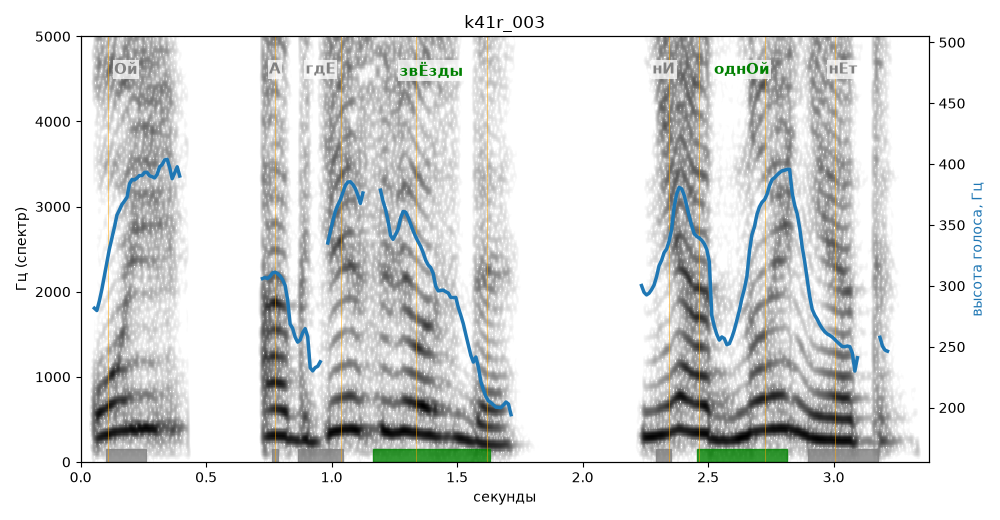 k41r_003
5000
4000
3000
2000
1000
0
Гц (спектр)
Ой
А
гдЕ
звЁзды
нИ
однОй
нЕт
500
450
400
350
300
250
200
высота голоса, Гц
0.0 0.5 1.0 1.5 2.0 2.5 3.0
секунды